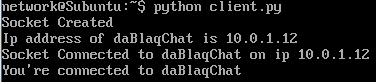 network@Subuntu:~$ python client.py
Socket Created
Ip address of daBlaqChat is 10.0.1.12
Socket Connected to daBlaqChat on ip 10.0.1.12
You're connected to daBlaqChat